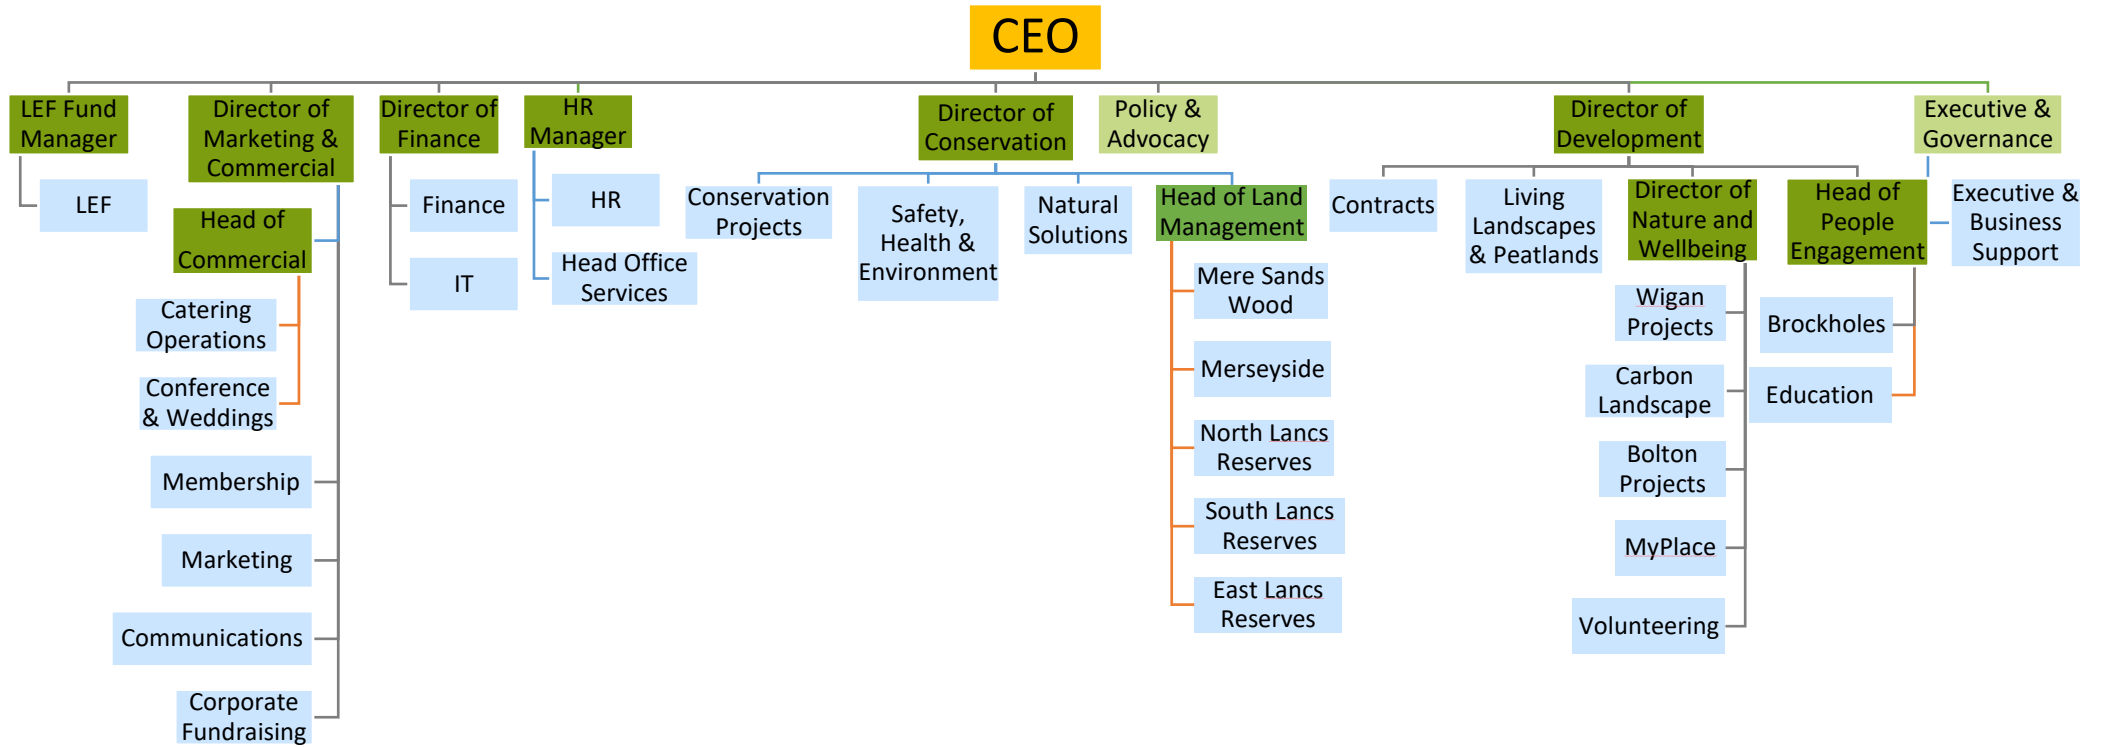 CEO
LEF Fund
Manager
LEF
Director of
Marketing &
Commercial
Head of
Commercial
Catering
Operations
Conference
& Weddings
Membership
Marketing
Communications
Corporate
Fundraising
Director of
Finance
Finance
IT
HR
Manager
HR
Head Office
Services
Director of
Conservation
Conservation
Projects
Safety,
Health &
Environment
Natural
Solutions
Head of Land
Management
Mere Sands
Wood
Merseyside
North Lancs
Reserves
South Lancs
Reserves
East Lancs
Reserves
Policy &
Advocacy
Director of
Development
Contracts
Living
Landscapes
& Peatlands
Director of
Nature and
Wellbeing
Wigan
Projects
Carbon
Landscape
Bolton
Projects
MyPlace
Volunteering
Head of
People
Engagement
Brockholes
Education
Executive &
Governance
Executive &
Business
Support